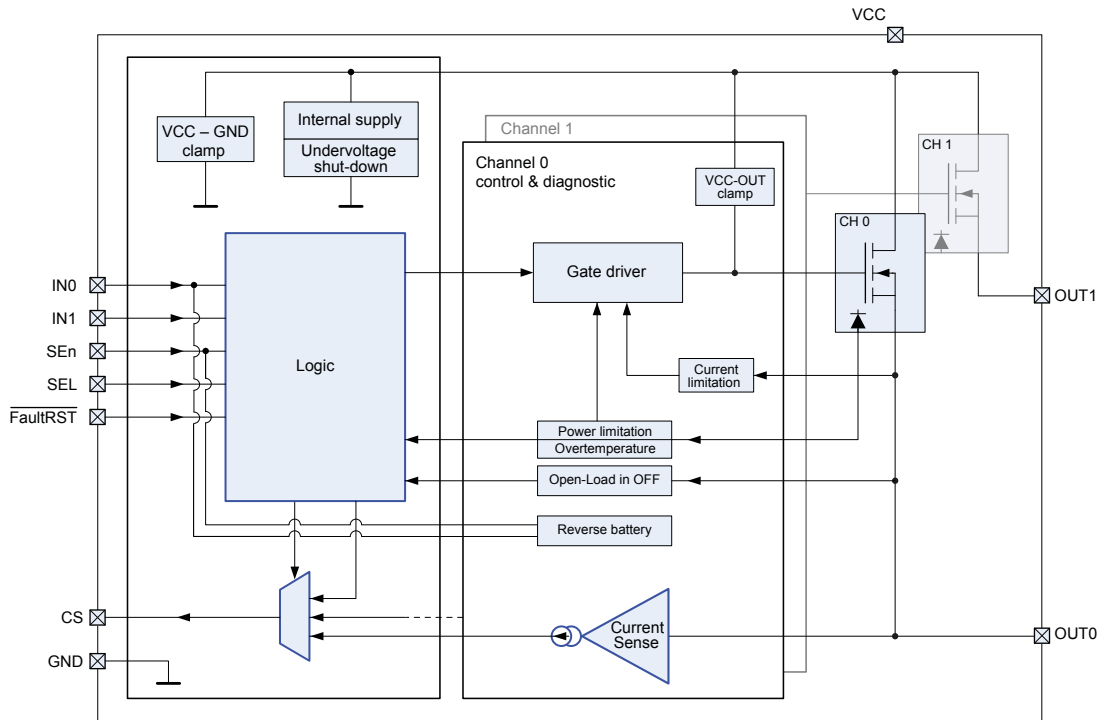 VCC
VCC – GND
clamp
Internal supply
Undervoltage
shut-down
Channel 1
Channel 0
control & diagnostic
VCC-OUT
clamp
CH 1
CH 0
Gate driver
IN0
IN1
SEn
SEL
FaultRST
Logic
OUT1
Current
limitation
Power limitation
Overtemperature
Open-Load in OFF
Reverse battery
CS
GND
Current
Sense
OUT0